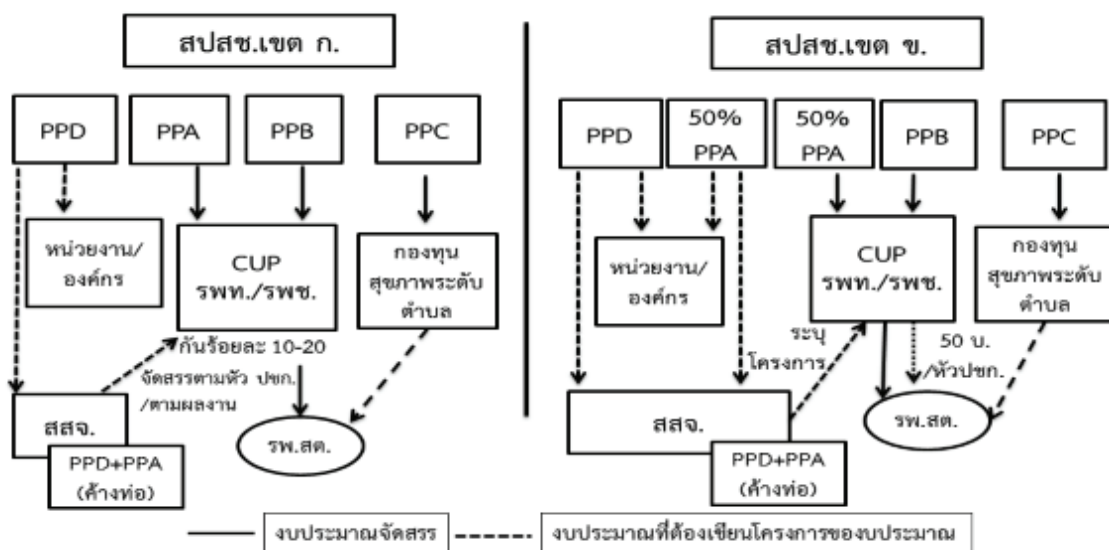 สปสช.เขต ก.
PPD
PPA
PPB
PPC
หน่วยงาน/
องค์กร
CUP
รพท./รพช.
กองทุน
สุขภาพระดับ
ตำบล
กันร้อยละ 10-20
จัดสรรตามหัว ปชก.
/ตามผลงาน
สสจ.
PPD+PPA
(ค้างท่อ)
รพ.สต.
สปสช.เขต ข.
PPD
50%
PPA
50%
PPA
PPB
PPC
หน่วยงาน/
องค์กร
CUP
รพท./รพช.
กองทุน
สุขภาพระดับ
ตำบล
ระบุ
โครงการ
50 บ.
/หัวปชก.
สสจ.
PPD+PPA
(ค้างท่อ)
รพ.สต.
งบประมาณจัดสรร
งบประมาณที่ต้องเขียนโครงการของบประมาณ